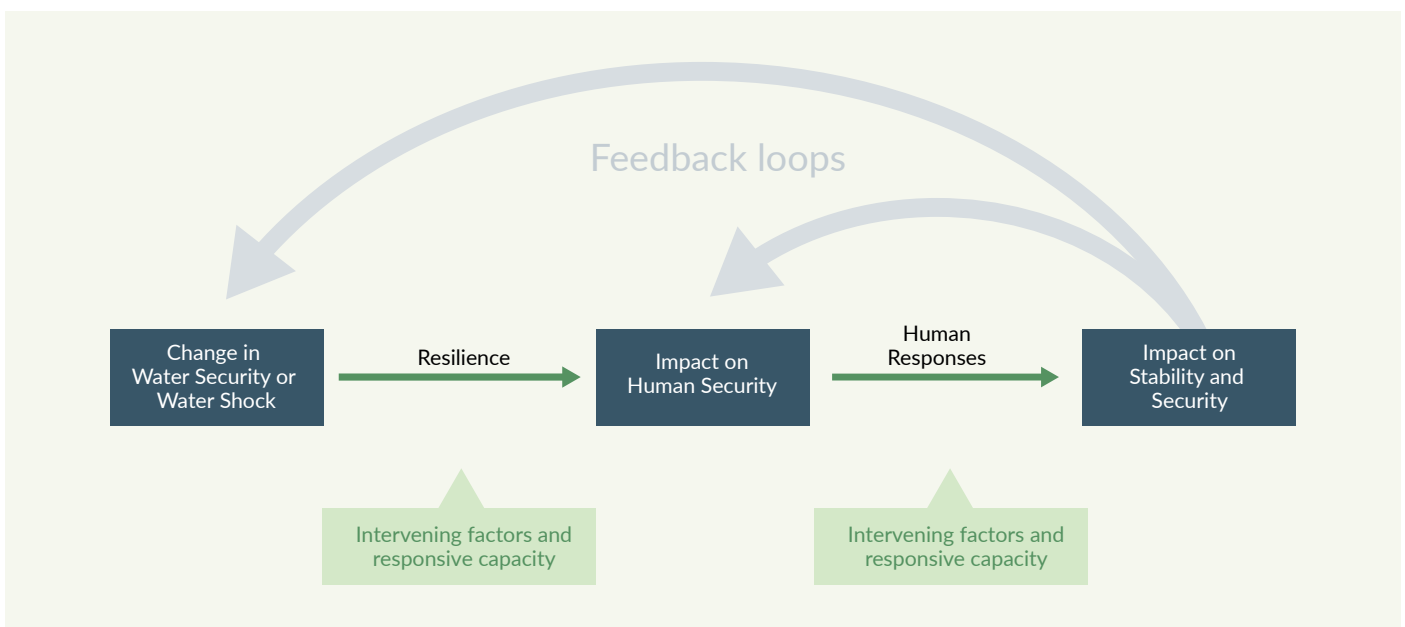 Feedback loops
Change in
Water Security or
Water Shock
Resilience
Impact on
Human Security
Human
Responses
Impact on
Stability and
Security
Intervening factors and
responsive capacity
Intervening factors and
responsive capacity